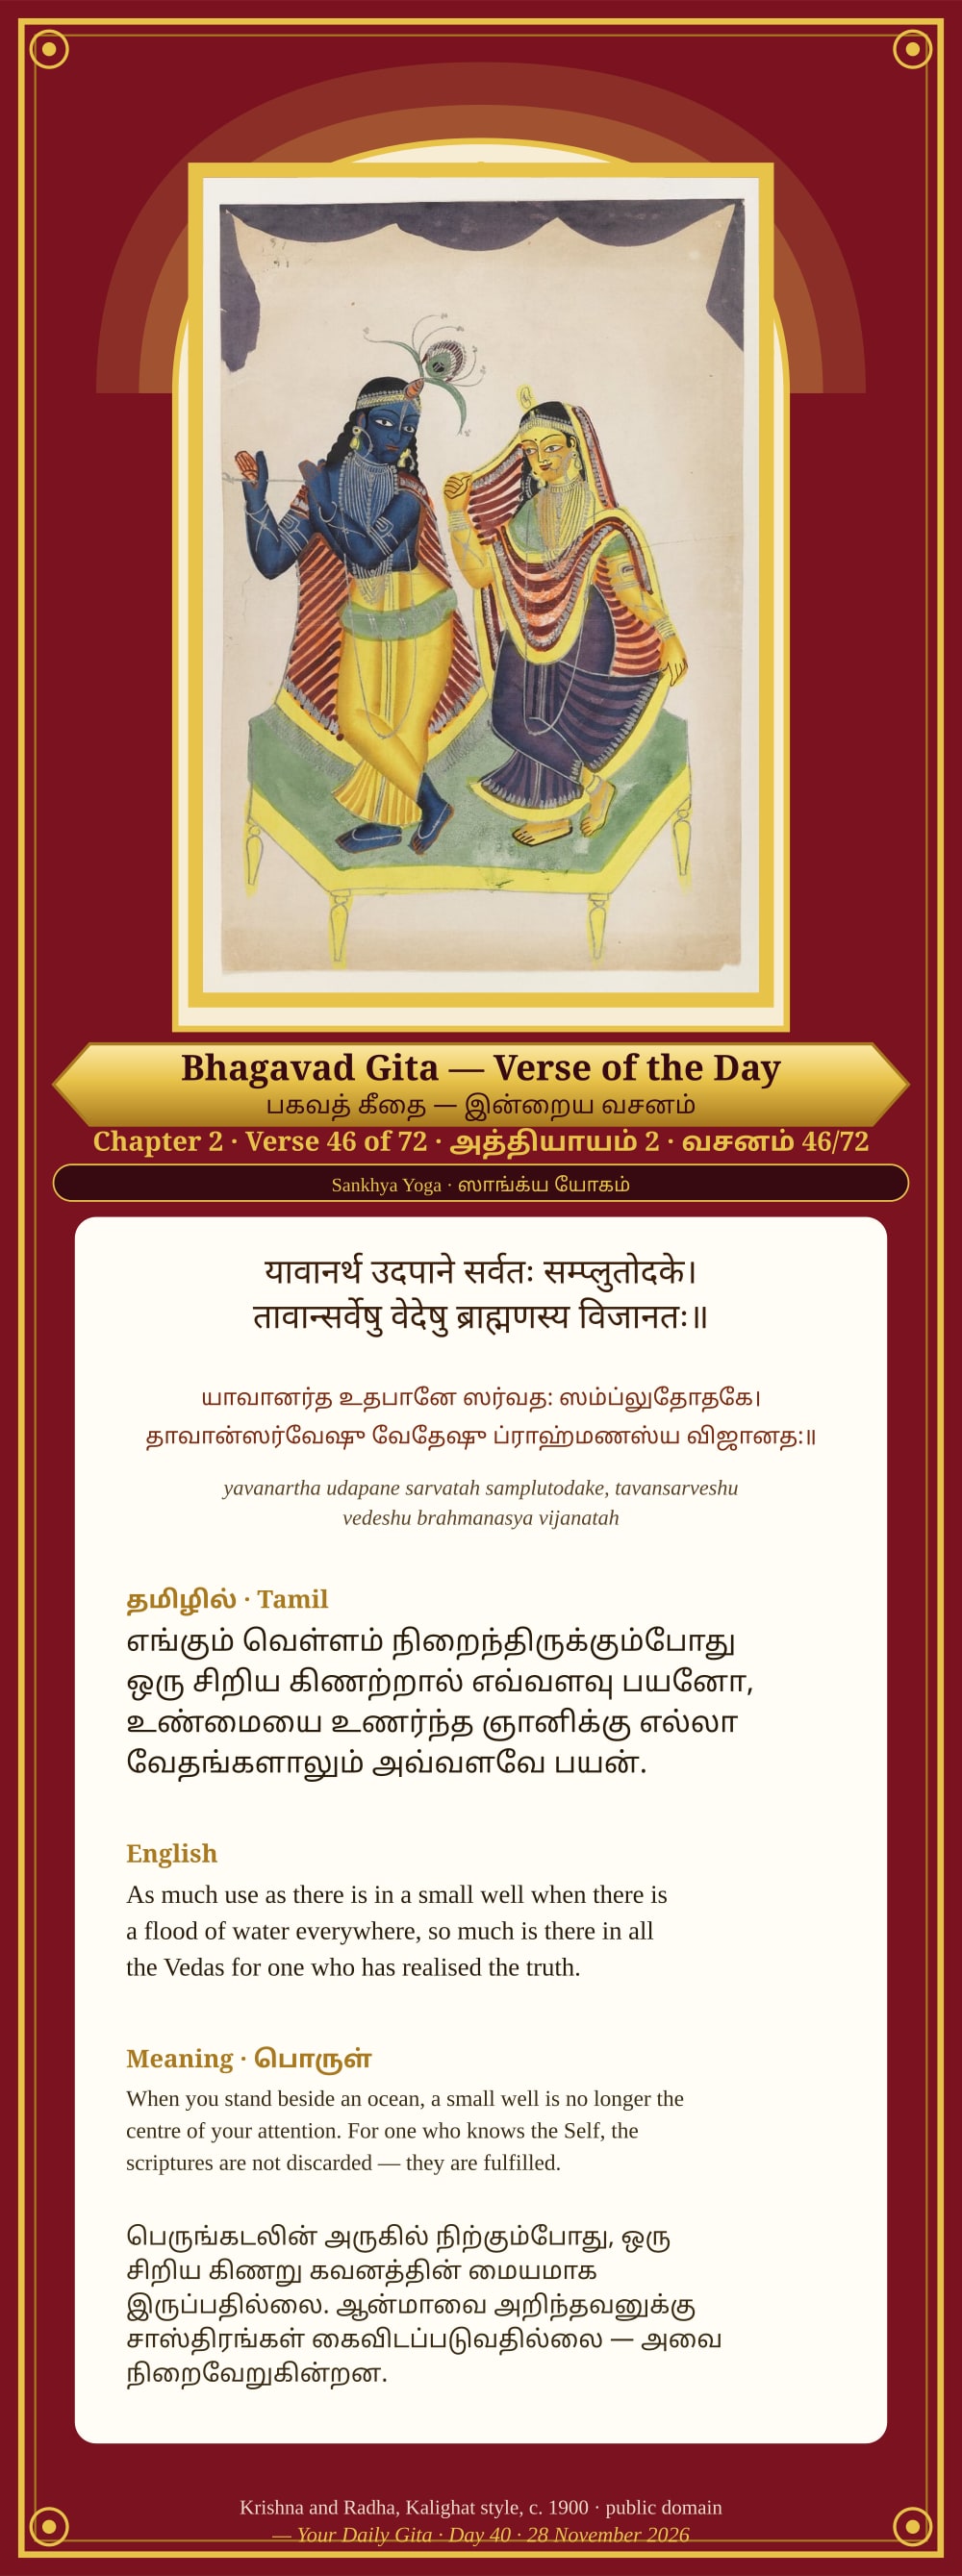 Bhagavad Gita — Verse of the Day
பகவத் கீதை — இன்றைய வசனம்
Chapter 2 · Verse 46 of 72 · அத்தியாயம் 2 · வசனம் 46/72
Sankhya Yoga · ஸாங்க்ய யோகம்
यावानर्थ उदपाने सर्वतः सम्प्लुतोदके।
तावान्सर्वेषु वेदेषु ब्राह्मणस्य विजानतः॥
யாவானர்த உதபானே ஸர்வத: ஸம்ப்லுதோதகே।
தாவான்ஸர்வேஷு வேதேஷு ப்ராஹ்மணஸ்ய விஜானத:॥
yavanartha udapane sarvatah samplutodake, tavansarveshu
vedeshu brahmanasya vijanatah
தமிழில் · Tamil
எங்கும் வெள்ளம் நிறைந்திருக்கும்போது
ஒரு சிறிய கிணற்றால் எவ்வளவு பயனோ,
உண்மையை உணர்ந்த ஞானிக்கு எல்லா
வேதங்களாலும் அவ்வளவே பயன்.
English
As much use as there is in a small well when there is
a flood of water everywhere, so much is there in all
the Vedas for one who has realised the truth.
Meaning · பொருள்
When you stand beside an ocean, a small well is no longer the
centre of your attention. For one who knows the Self, the
scriptures are not discarded — they are fulfilled.
பெருங்கடலின் அருகில் நிற்கும்போது, ஒரு
சிறிய கிணறு கவனத்தின் மையமாக
இருப்பதில்லை. ஆன்மாவை அறிந்தவனுக்கு
சாஸ்திரங்கள் கைவிடப்படுவதில்லை — அவை
நிறைவேறுகின்றன.
Krishna and Radha, Kalighat style, c. 1900 · public domain
— Your Daily Gita · Day 40 · 28 November 2026